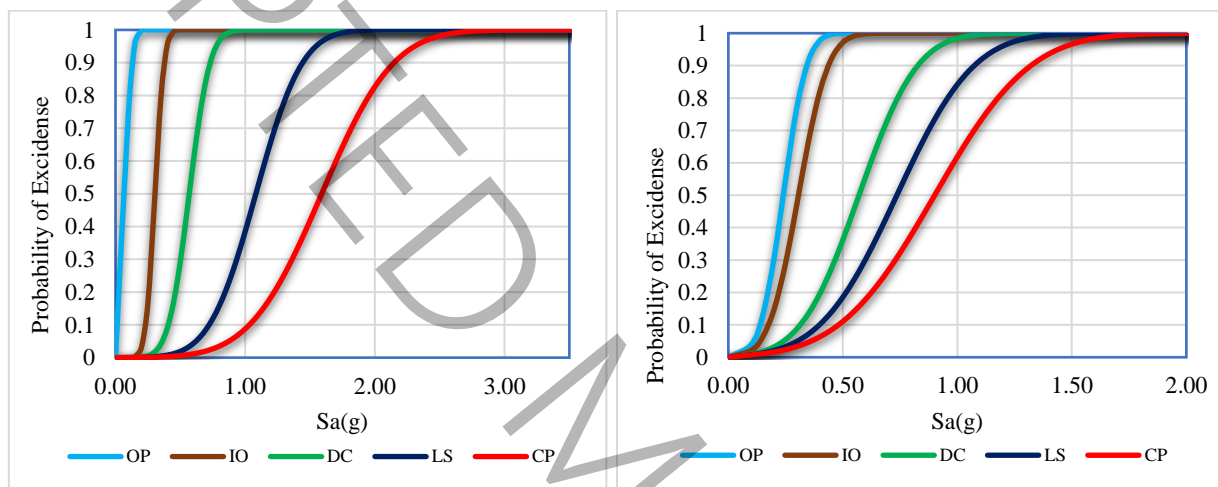 Probability of Excidense
1
0.9
0.8
0.7
0.6
0.5
0.4
0.3
0.2
0.1
0
0.00 1.00 2.00 3.00
Sa(g)
OP IO DC LS CP
Probability of Excidense
1
0.9
0.8
0.7
0.6
0.5
0.4
0.3
0.2
0.1
0
0.00 0.50 1.00 1.50 2.00
Sa(g)
OP IO DC LS CP
PTED M